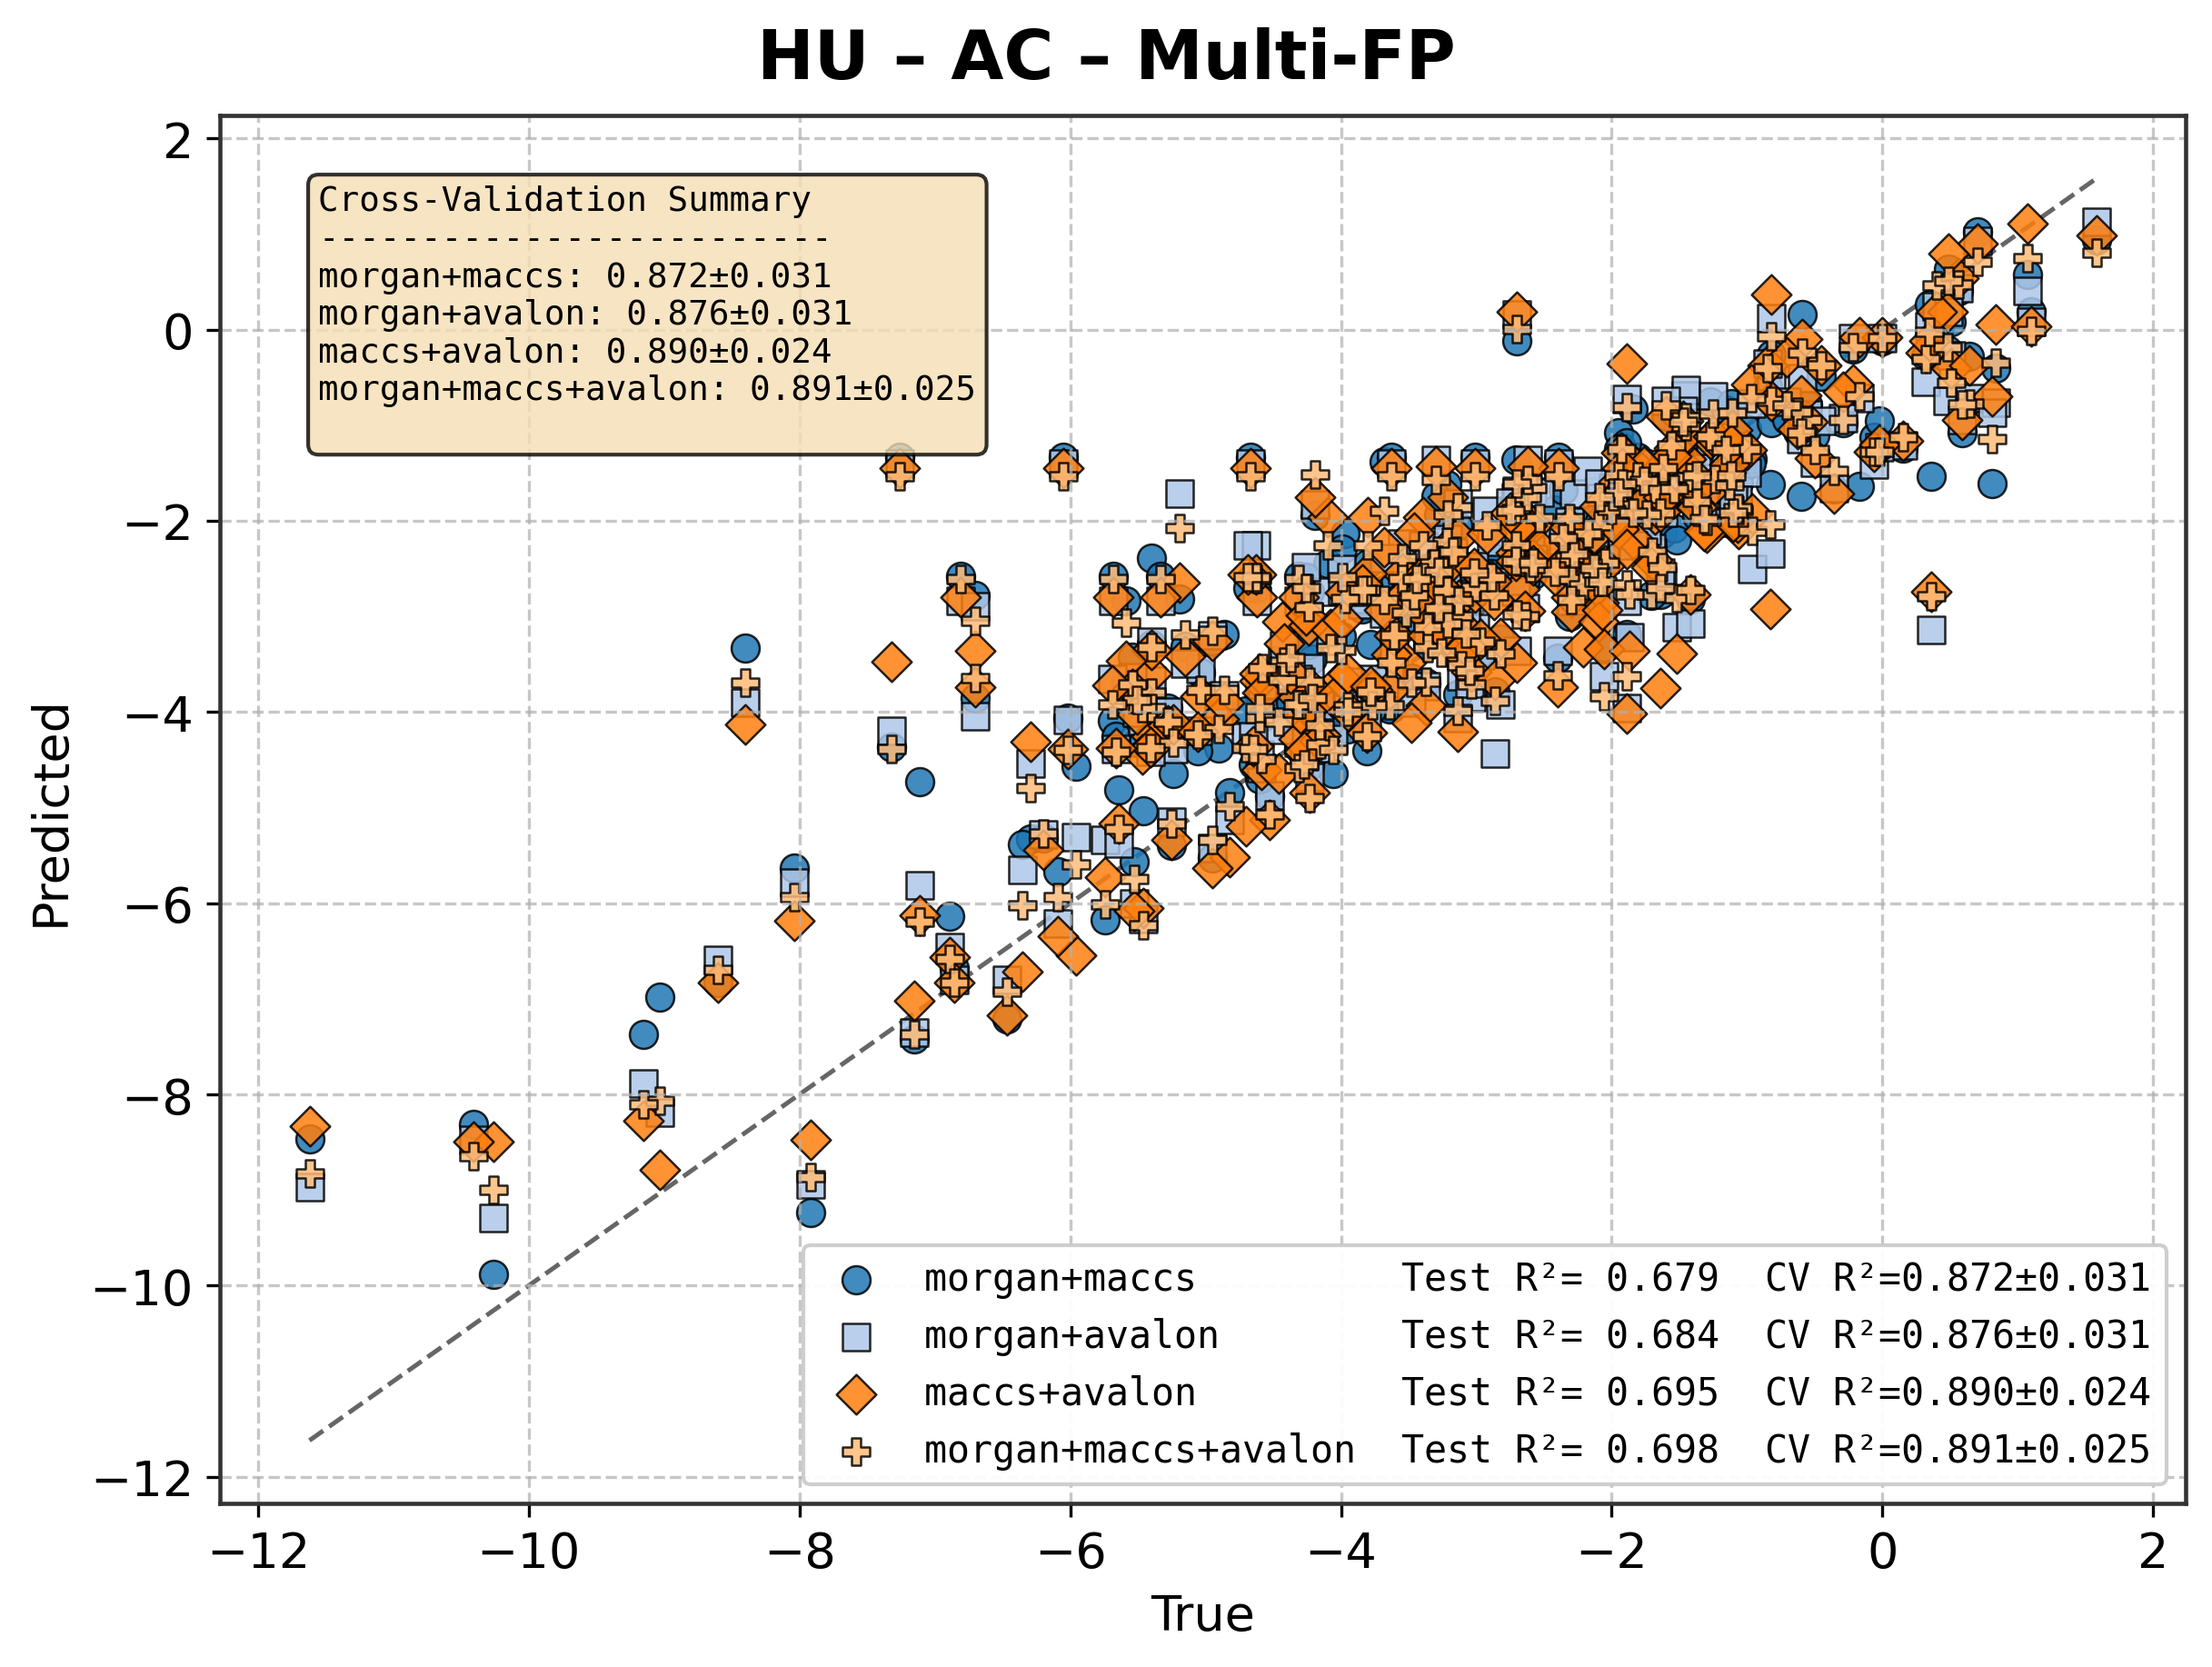 HU – AC – Multi-FP
2
0
−2
−4
−6
−8
−10
−12
Predicted
Cross-Validation Summary
-------------------------
morgan+maccs: 0.872±0.031
morgan+avalon: 0.876±0.031
maccs+avalon: 0.890±0.024
morgan+maccs+avalon: 0.891±0.025
morgan+maccs Test R²= 0.679 CV R²=0.872±0.031
morgan+avalon Test R²= 0.684 CV R²=0.876±0.031
maccs+avalon Test R²= 0.695 CV R²=0.890±0.024
morgan+maccs+avalon Test R²= 0.698 CV R²=0.891±0.025
−12 −10 −8 −6 −4 −2 0 2
True